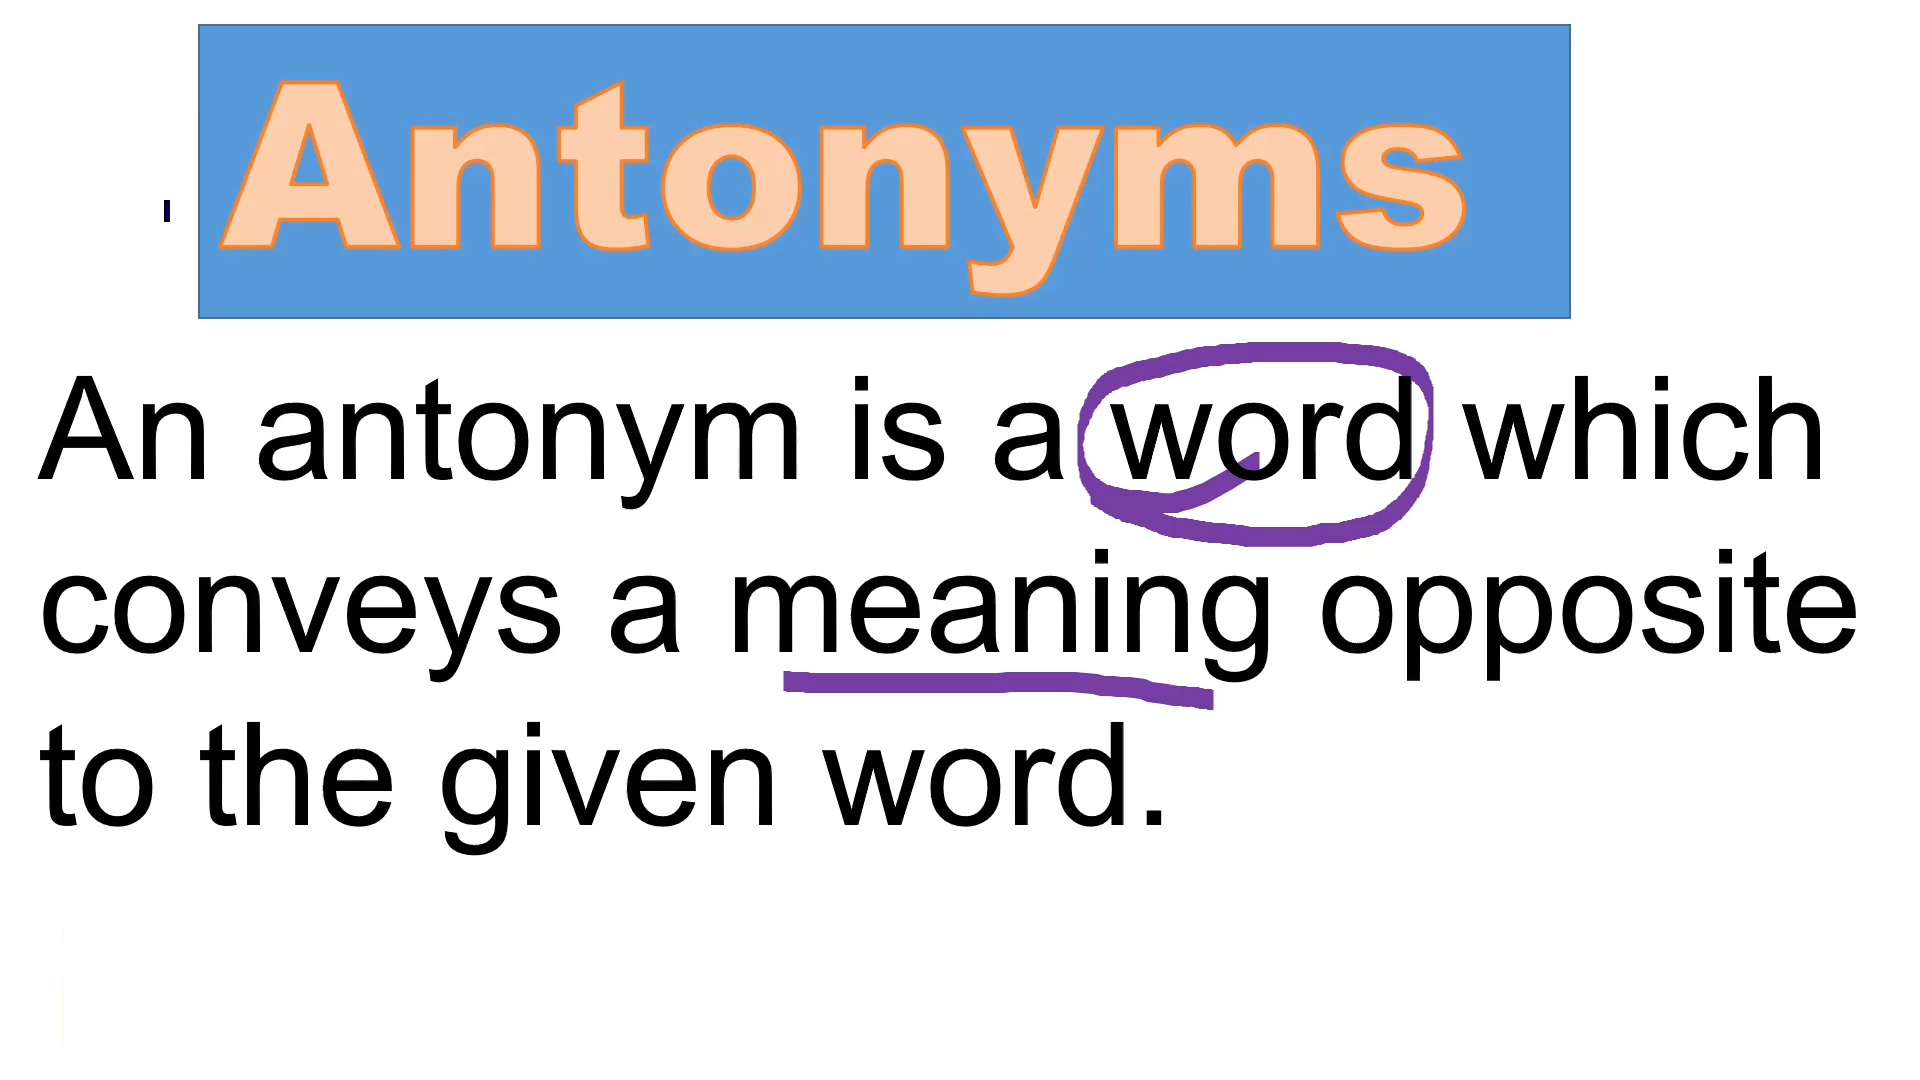 Antonyms
An antonym is a word which
conveys a meaning opposite
to the given word.